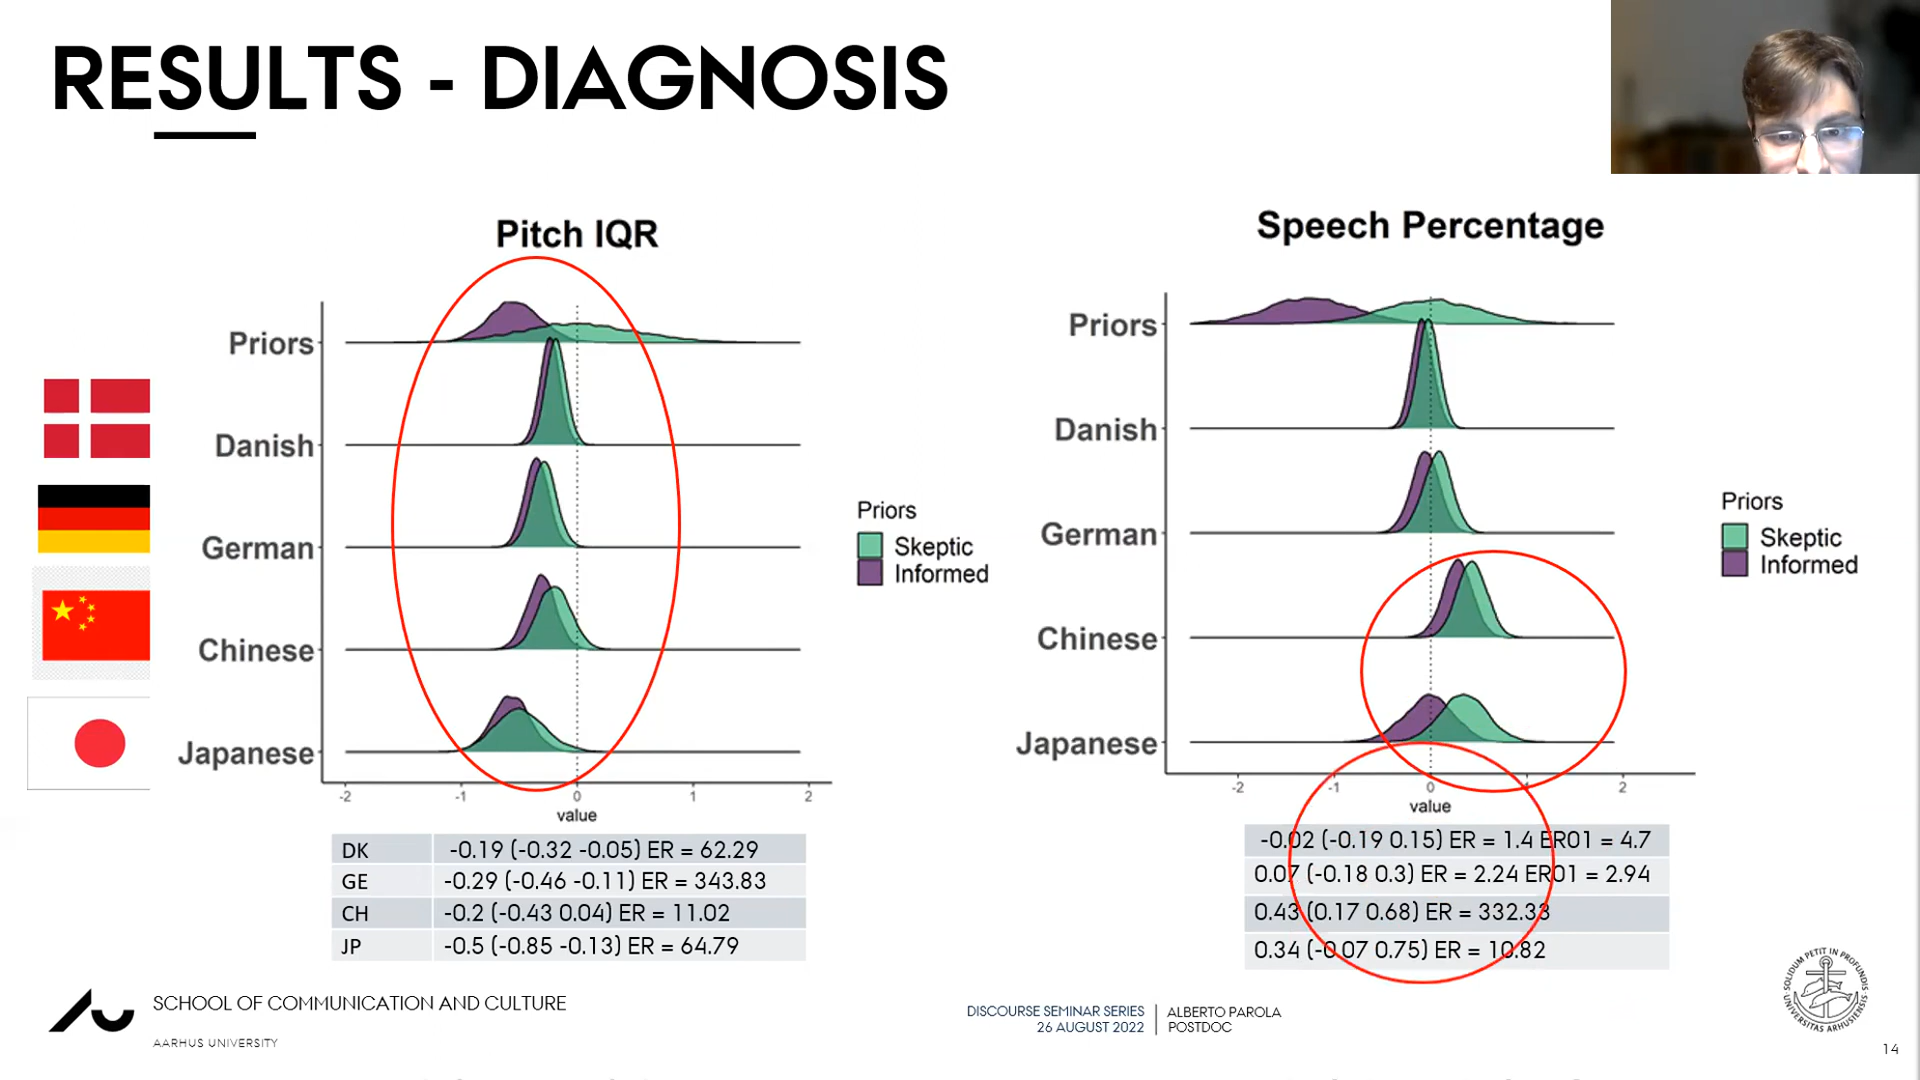 RESULTS - DIAGNOSIS
Pitch IQR
Priors
Danish
German
Chinese
Japanese
-2 -1 0 1 2
value
Priors
Skeptic
Informed
DK -0.19 (-0.32 -0.05) ER = 62.29
GE -0.29 (-0.46 -0.11) ER = 343.83
CH -0.2 (-0.43 0.04) ER = 11.02
JP -0.5 (-0.85 -0.13) ER = 64.79
Speech Percentage
Priors
Danish
German
Chinese
Japanese
-2 -1 0 1 2
value
Priors
Skeptic
Informed
-0.02 (-0.19 0.15) ER = 1.4 ER01 = 4.7
0.07 (-0.18 0.3) ER = 2.24 ER01 = 2.94
0.43 (0.17 0.68) ER = 332.33
0.34 (-0.07 0.75) ER = 10.82
SCHOOL OF COMMUNICATION AND CULTURE
AARHUS UNIVERSITY
DISCOURSE SEMINAR SERIES
26 AUGUST 2022
ALBERTO PAROLA
POSTDOC
SOLIDUM PETIT IN PROFUNDIS
UNIVERSITAS ARHUSIENSIS
14